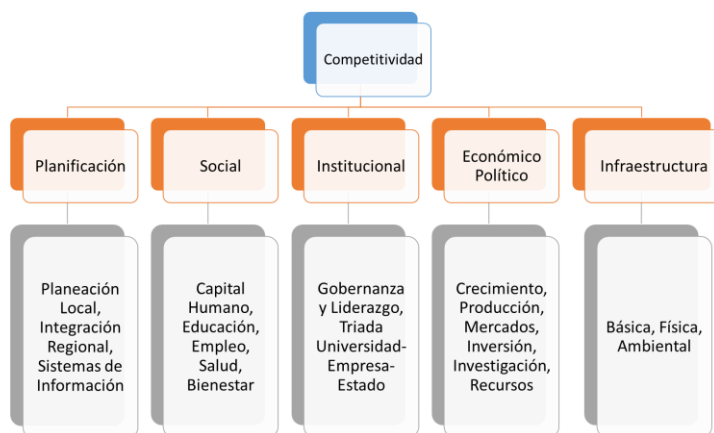 Competitividad
Planificación
Social
Institucional
Económico
Político
Infraestructura
Planeación
Local,
Integración
Regional,
Sistemas de
Información
Capital
Humano,
Educación,
Empleo,
Salud,
Bienestar
Gobernanza
y Liderazgo,
Triada
Universidad-
Empresa-
Estado
Crecimiento,
Producción,
Mercados,
Inversión,
Investigación,
Recursos
Básica, Física,
Ambiental